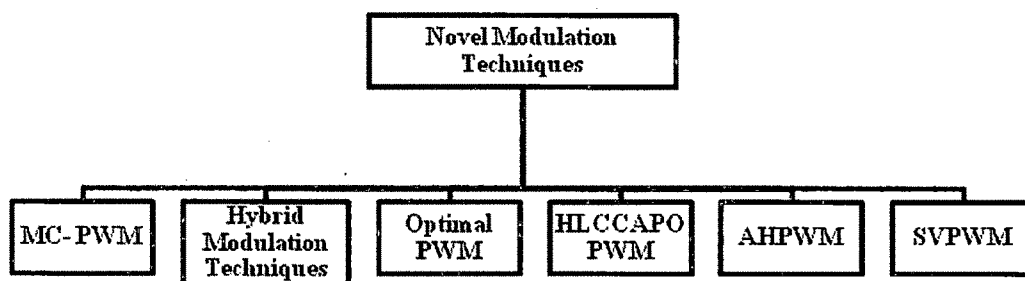 Novel Modulation
Techniques
MC-PWM
Hybrid
Modulation
Techniques
Optimal
PWM
HLCCAPO
PWM
AHPWM
SVPWM